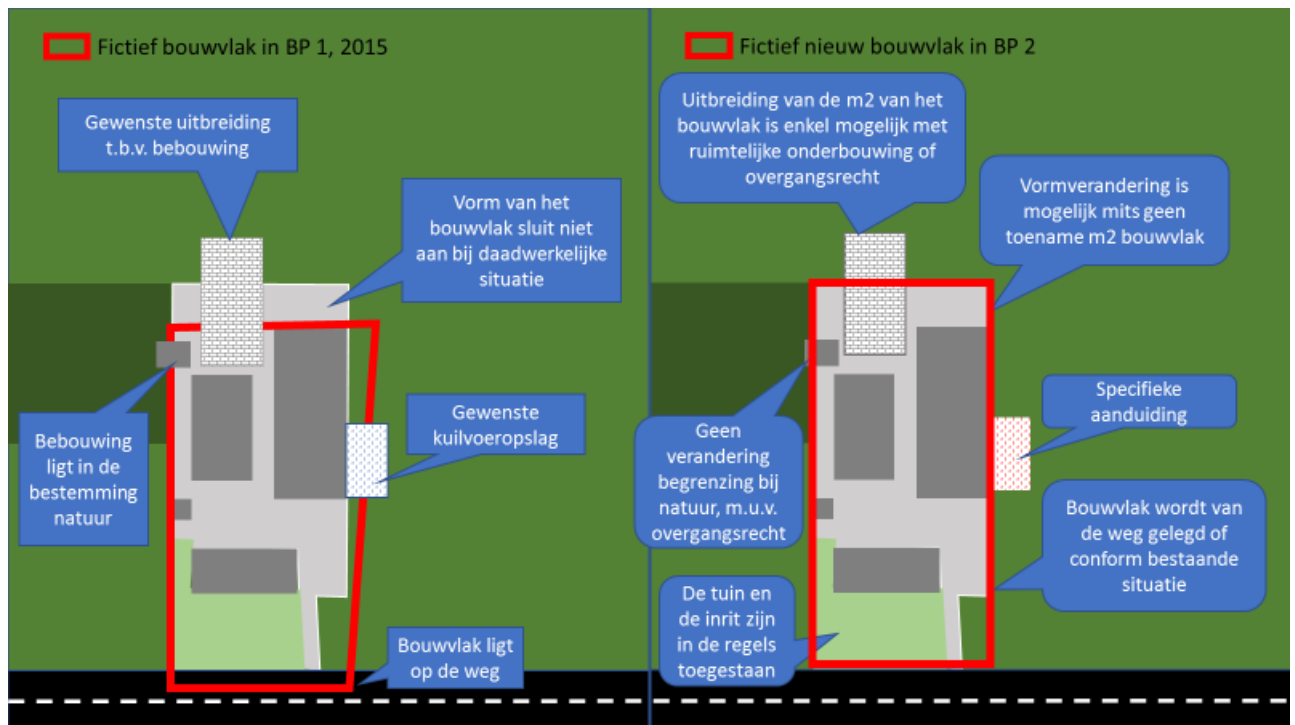 Fictief bouwvlak in BP 1, 2015
Gewenste uitbreiding
t.b.v. bebouwing
Vorm van het
bouwvlak sluit niet
aan bij daadwerkelijke
situatie
Bebouwing
ligt in de
bestemming
natuur
Gewenste
kuilvoeropslag
Bouwvlak ligt
op de weg
Fictief nieuw bouwvlak in BP 2
Uitbreiding van de m2 van het
bouwvlak is enkel mogelijk met
ruimtelijke onderbouwing of
overgangsrecht
Vormverandering is
mogelijk mits geen
toename m2 bouwvlak
Specifieke
aanduiding
Geen
verandering
begrenzing bij
natuur, m.u.v.
overgangsrecht
Bouwvlak wordt van
de weg gelegd of
conform bestaande
situatie
De tuin en
de inrit zijn
in de regels
toegestaan